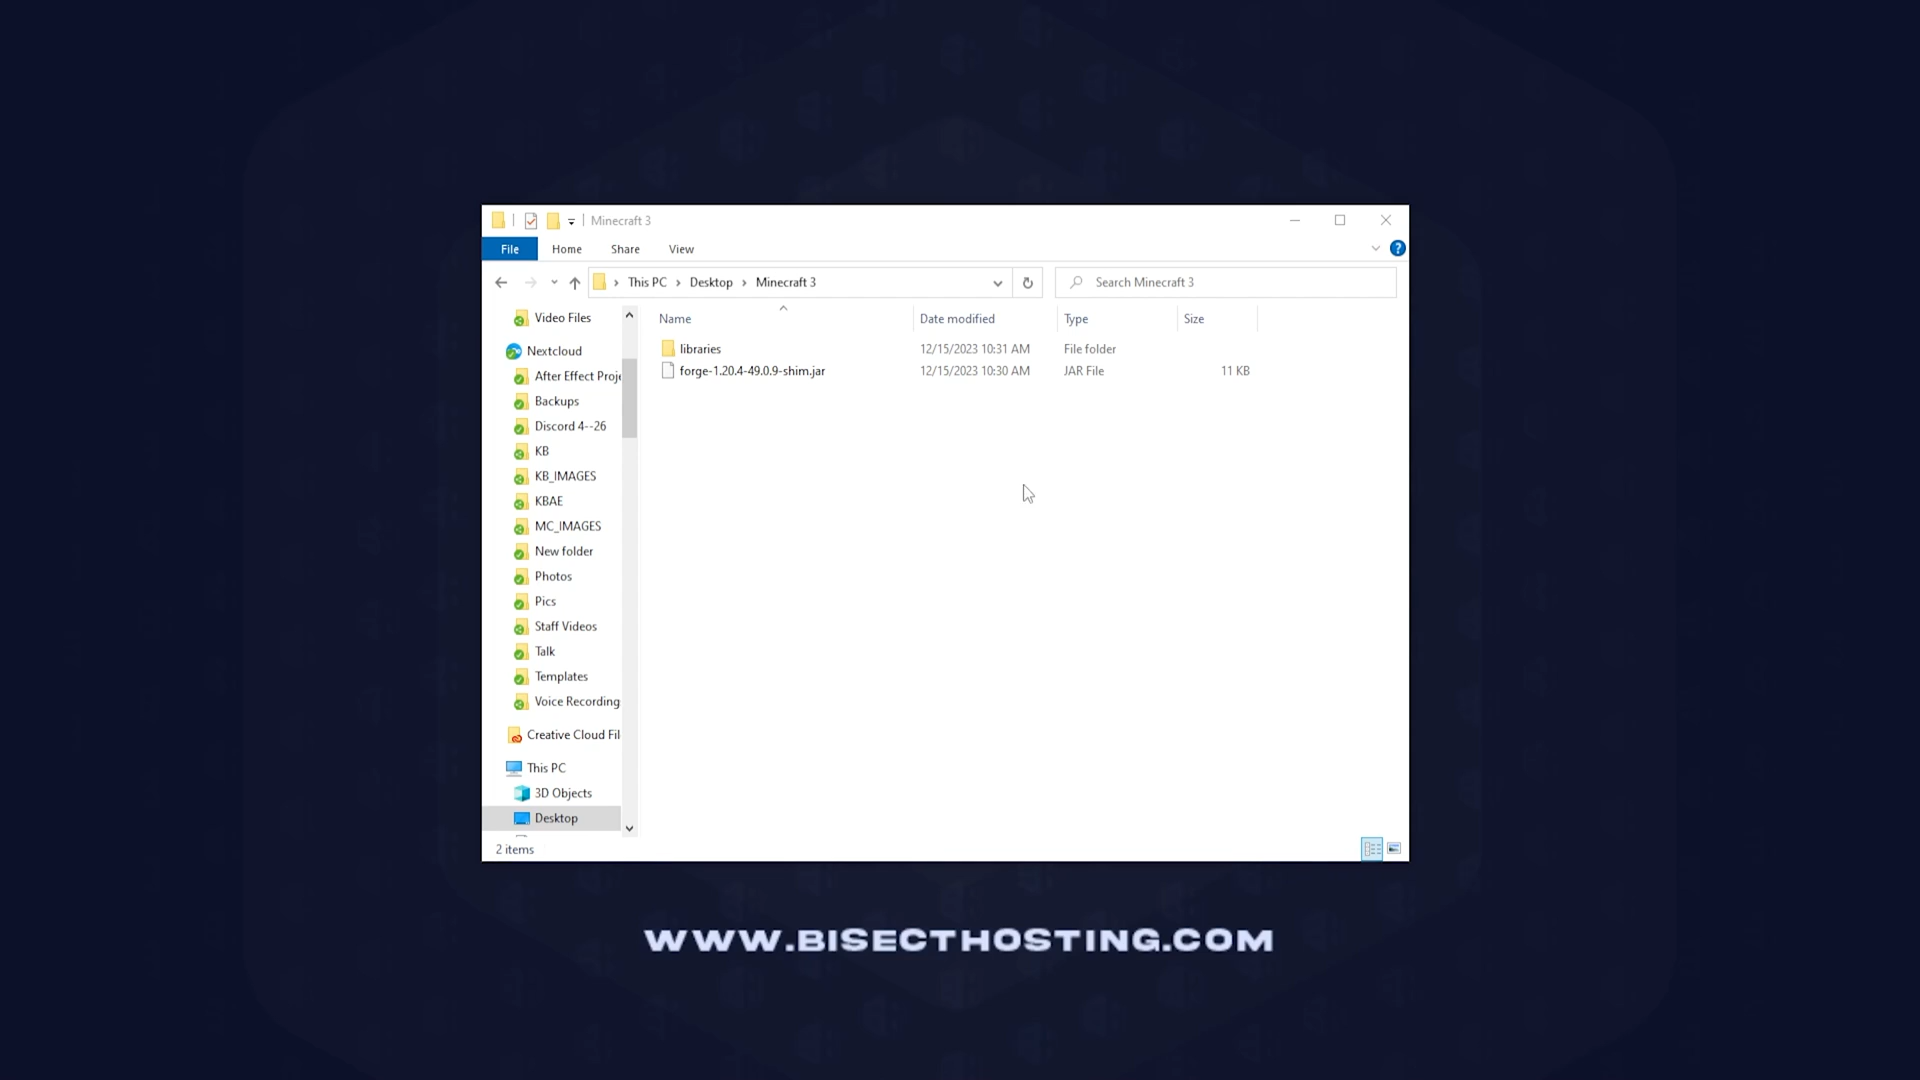 Minecraft 3
File Home Share View
This PC Desktop Minecraft 3
Search Minecraft 3
Name Date modified Type Size
libraries 12/15/2023 10:31 AM File folder
forge-1.20.4-49.0.9-shim.jar 12/15/2023 10:30 AM JAR File 11 KB
Video Files
Nextcloud
After Effect Proje
Backups
Discord 4--26
KB
KB_IMAGES
KBAE
MC_IMAGES
New folder
Photos
Pics
Staff Videos
Talk
Templates
Voice Recording
Creative Cloud Fil
This PC
3D Objects
Desktop
2 items
WWW.BISECTHOSTING.COM